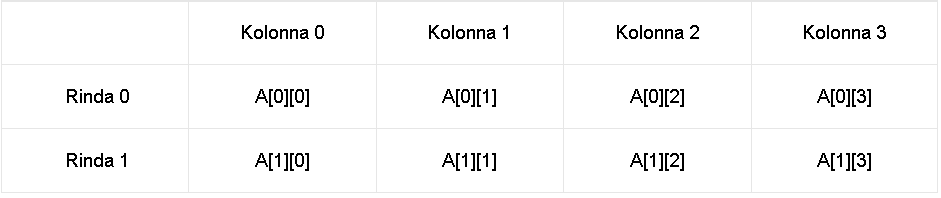 Kolonna 0 Kolonna 1 Kolonna 2 Kolonna 3
Rinda 0 A[0][0] A[0][1] A[0][2] A[0][3]
Rinda 1 A[1][0] A[1][1] A[1][2] A[1][3]